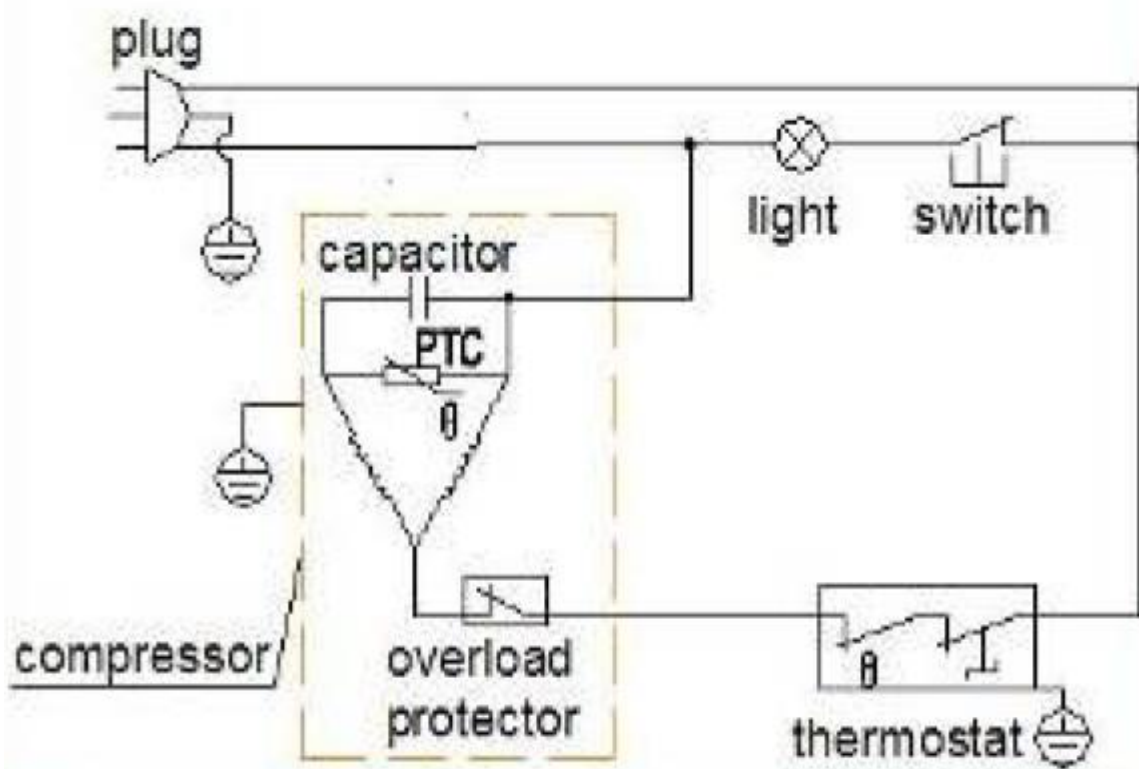 plug
light
switch
capacitor
PTC
θ
compressor
overload
protector
θ
thermostat